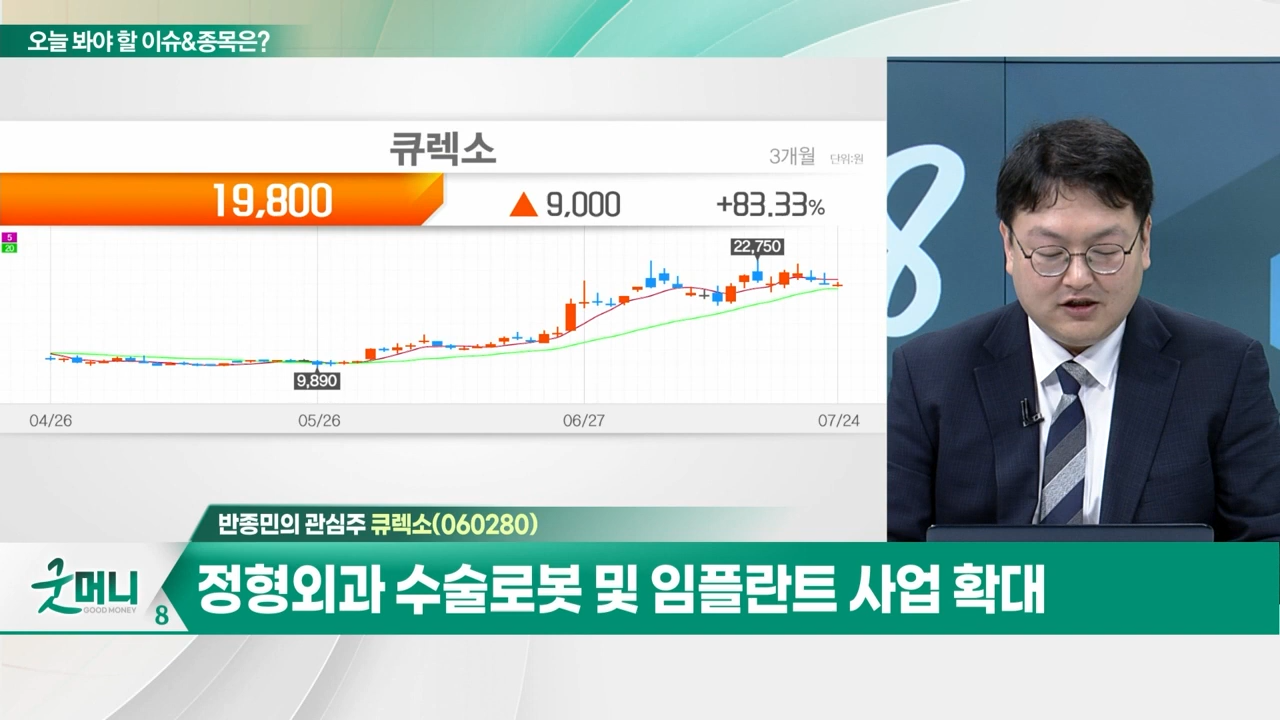 오늘 봐야 할 이슈&종목은?
큐렉소
3개월 단위:원
19,800 ▲ 9,000 +83.33%
5
20
22,750
9,890
04/26 05/26 06/27 07/24
반종민의 관심주 큐렉소(060280)
굿머니
GOOD MONEY
8
정형외과 수술로봇 및 임플란트 사업 확대
8